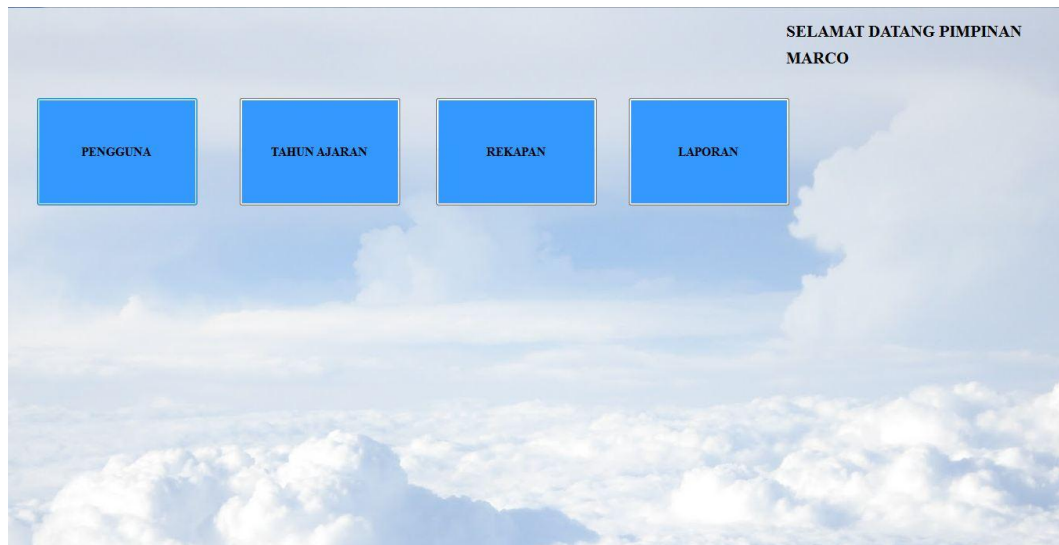 SELAMAT DATANG PIMPINAN
MARCO
PENGGUNA
TAHUN AJARAN
REKAPAN
LAPORAN